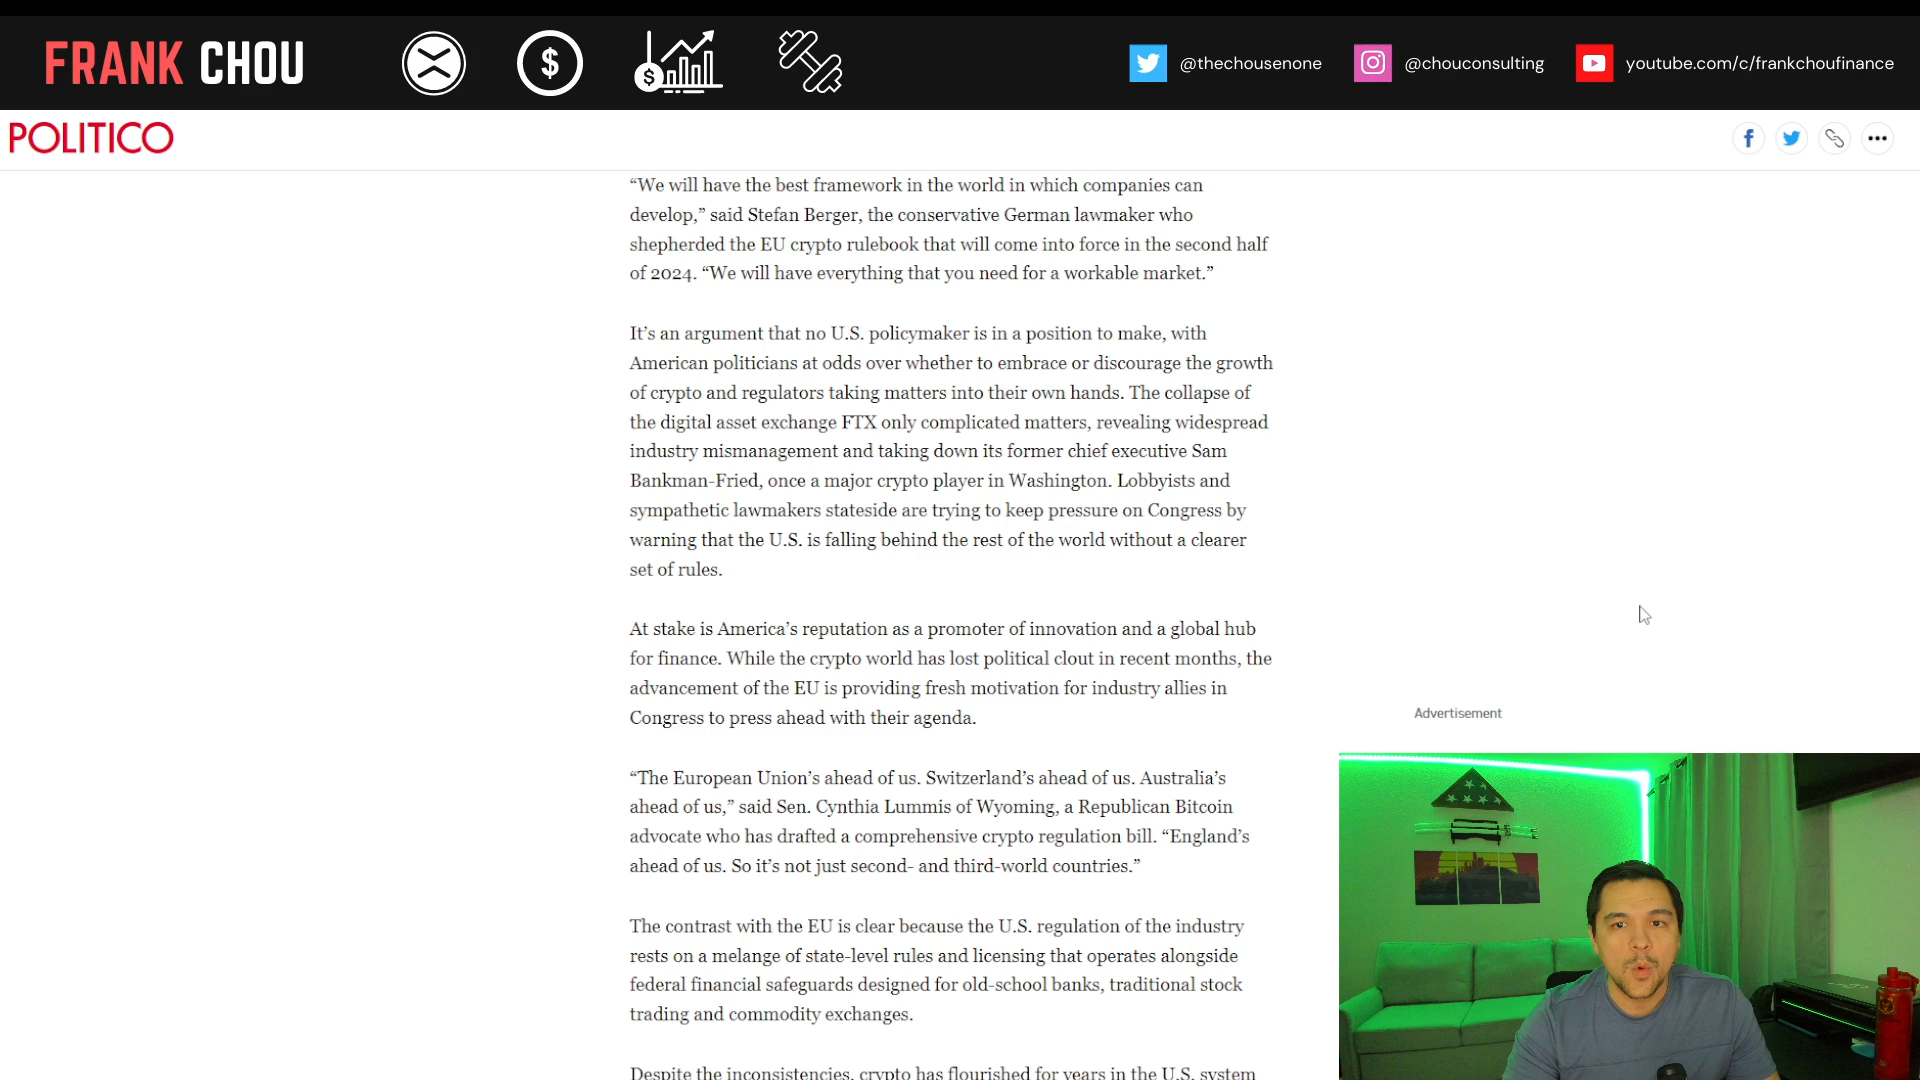 FRANK CHOU
@thechousenone
@chouconsulting
youtube.com/c/frankchoufinance
POLITICO
“We will have the best framework in the world in which companies can
develop,” said Stefan Berger, the conservative German lawmaker who
shepherded the EU crypto rulebook that will come into force in the second half
of 2024. “We will have everything that you need for a workable market.”
It’s an argument that no U.S. policymaker is in a position to make, with
American politicians at odds over whether to embrace or discourage the growth
of crypto and regulators taking matters into their own hands. The collapse of
the digital asset exchange FTX only complicated matters, revealing widespread
industry mismanagement and taking down its former chief executive Sam
Bankman-Fried, once a major crypto player in Washington. Lobbyists and
sympathetic lawmakers stateside are trying to keep pressure on Congress by
warning that the U.S. is falling behind the rest of the world without a clearer
set of rules.
At stake is America’s reputation as a promoter of innovation and a global hub
for finance. While the crypto world has lost political clout in recent months, the
advancement of the EU is providing fresh motivation for industry allies in
Congress to press ahead with their agenda.
Advertisement
“The European Union’s ahead of us. Switzerland’s ahead of us. Australia’s
ahead of us,” said Sen. Cynthia Lummis of Wyoming, a Republican Bitcoin
advocate who has drafted a comprehensive crypto regulation bill. “England’s
ahead of us. So it’s not just second- and third-world countries.”
The contrast with the EU is clear because the U.S. regulation of the industry
rests on a melange of state-level rules and licensing that operates alongside
federal financial safeguards designed for old-school banks, traditional stock
trading and commodity exchanges.
Despite the inconsistencies, crypto has flourished for years in the U.S. system